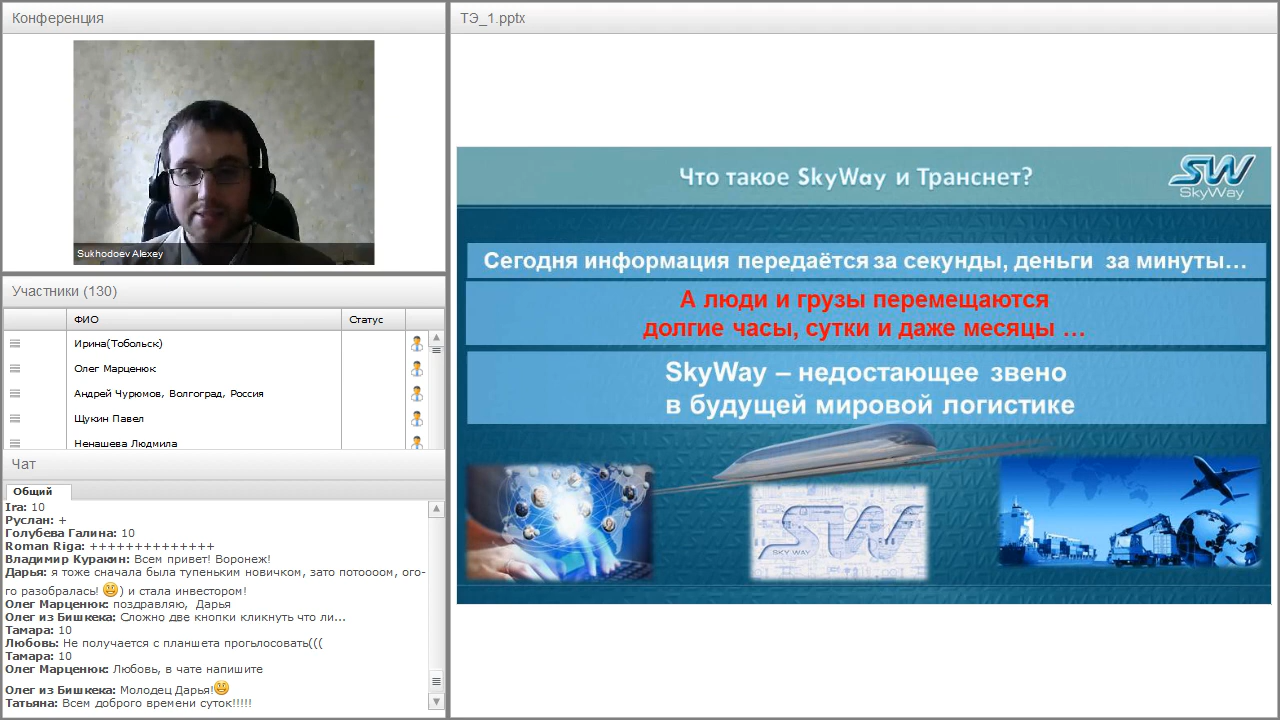 Конференция
Sukhodoev Alexey
Участники (130)
ФИО Статус
Ирина(Тобольск)
Олег Марценюк
Андрей Чурюмов, Волгоград, Россия
Щукин Павел
Ненашева Людмила
Чат
Общий
Ira: 10
Руслан: +
Голубева Галина: 10
Roman Riga: ++++++++++++++
Владимир Куракин: Всем привет! Воронеж!
Дарья: я тоже сначала была тупеньким новичком, зато потооооm, ого-
го разобралась! ) и стала инвестором!
Олег Марценюк: поздравляю, Дарья
Олег из Бишкека: Сложно две кнопки кликнуть что ли...
Тамара: 10
Любовь: Не получается с планшета прогьлосовать(((
Тамара: 10
Олег Марценюк: Любовь, в чате напишите
Олег из Бишкека: Молодец Дарья!
Татьяна: Всем доброго времени суток!!!!!
ТЭ_1.pptx
Что такое SkyWay и Транснет?
SW
SkyWay
Сегодня информация передаётся за секунды, деньги за минуты…
А люди и грузы перемещаются
долгие часы, сутки и даже месяцы …
SkyWay – недостающее звено
в будущей мировой логистике
SW
SKY WAY